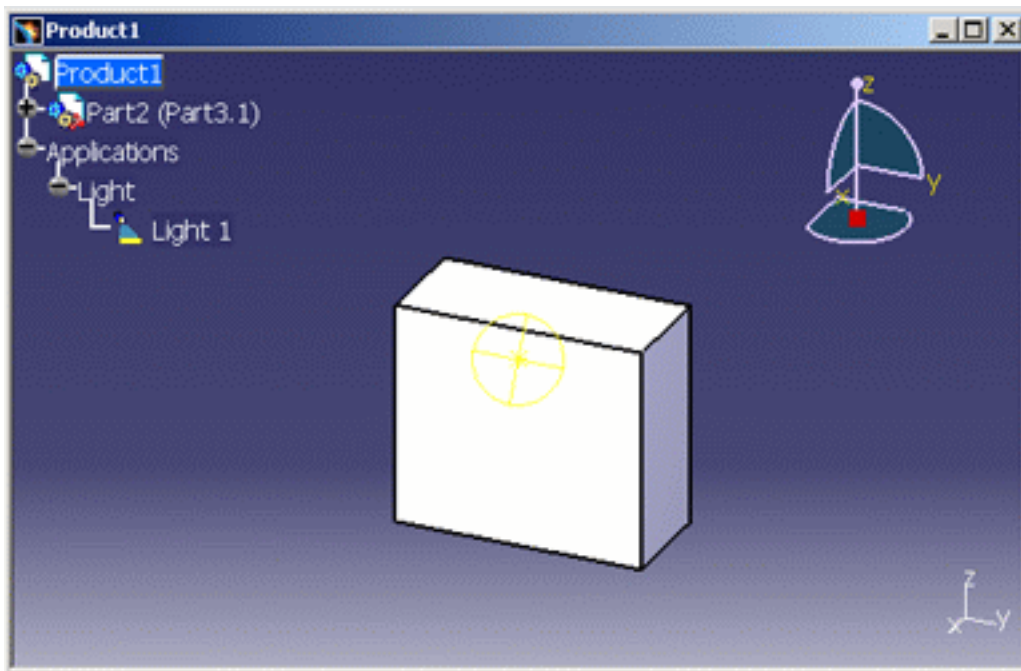 Product1
Product1
Part2 (Part3.1)
Applications
Light
Light 1
z
y
x
z
x
y